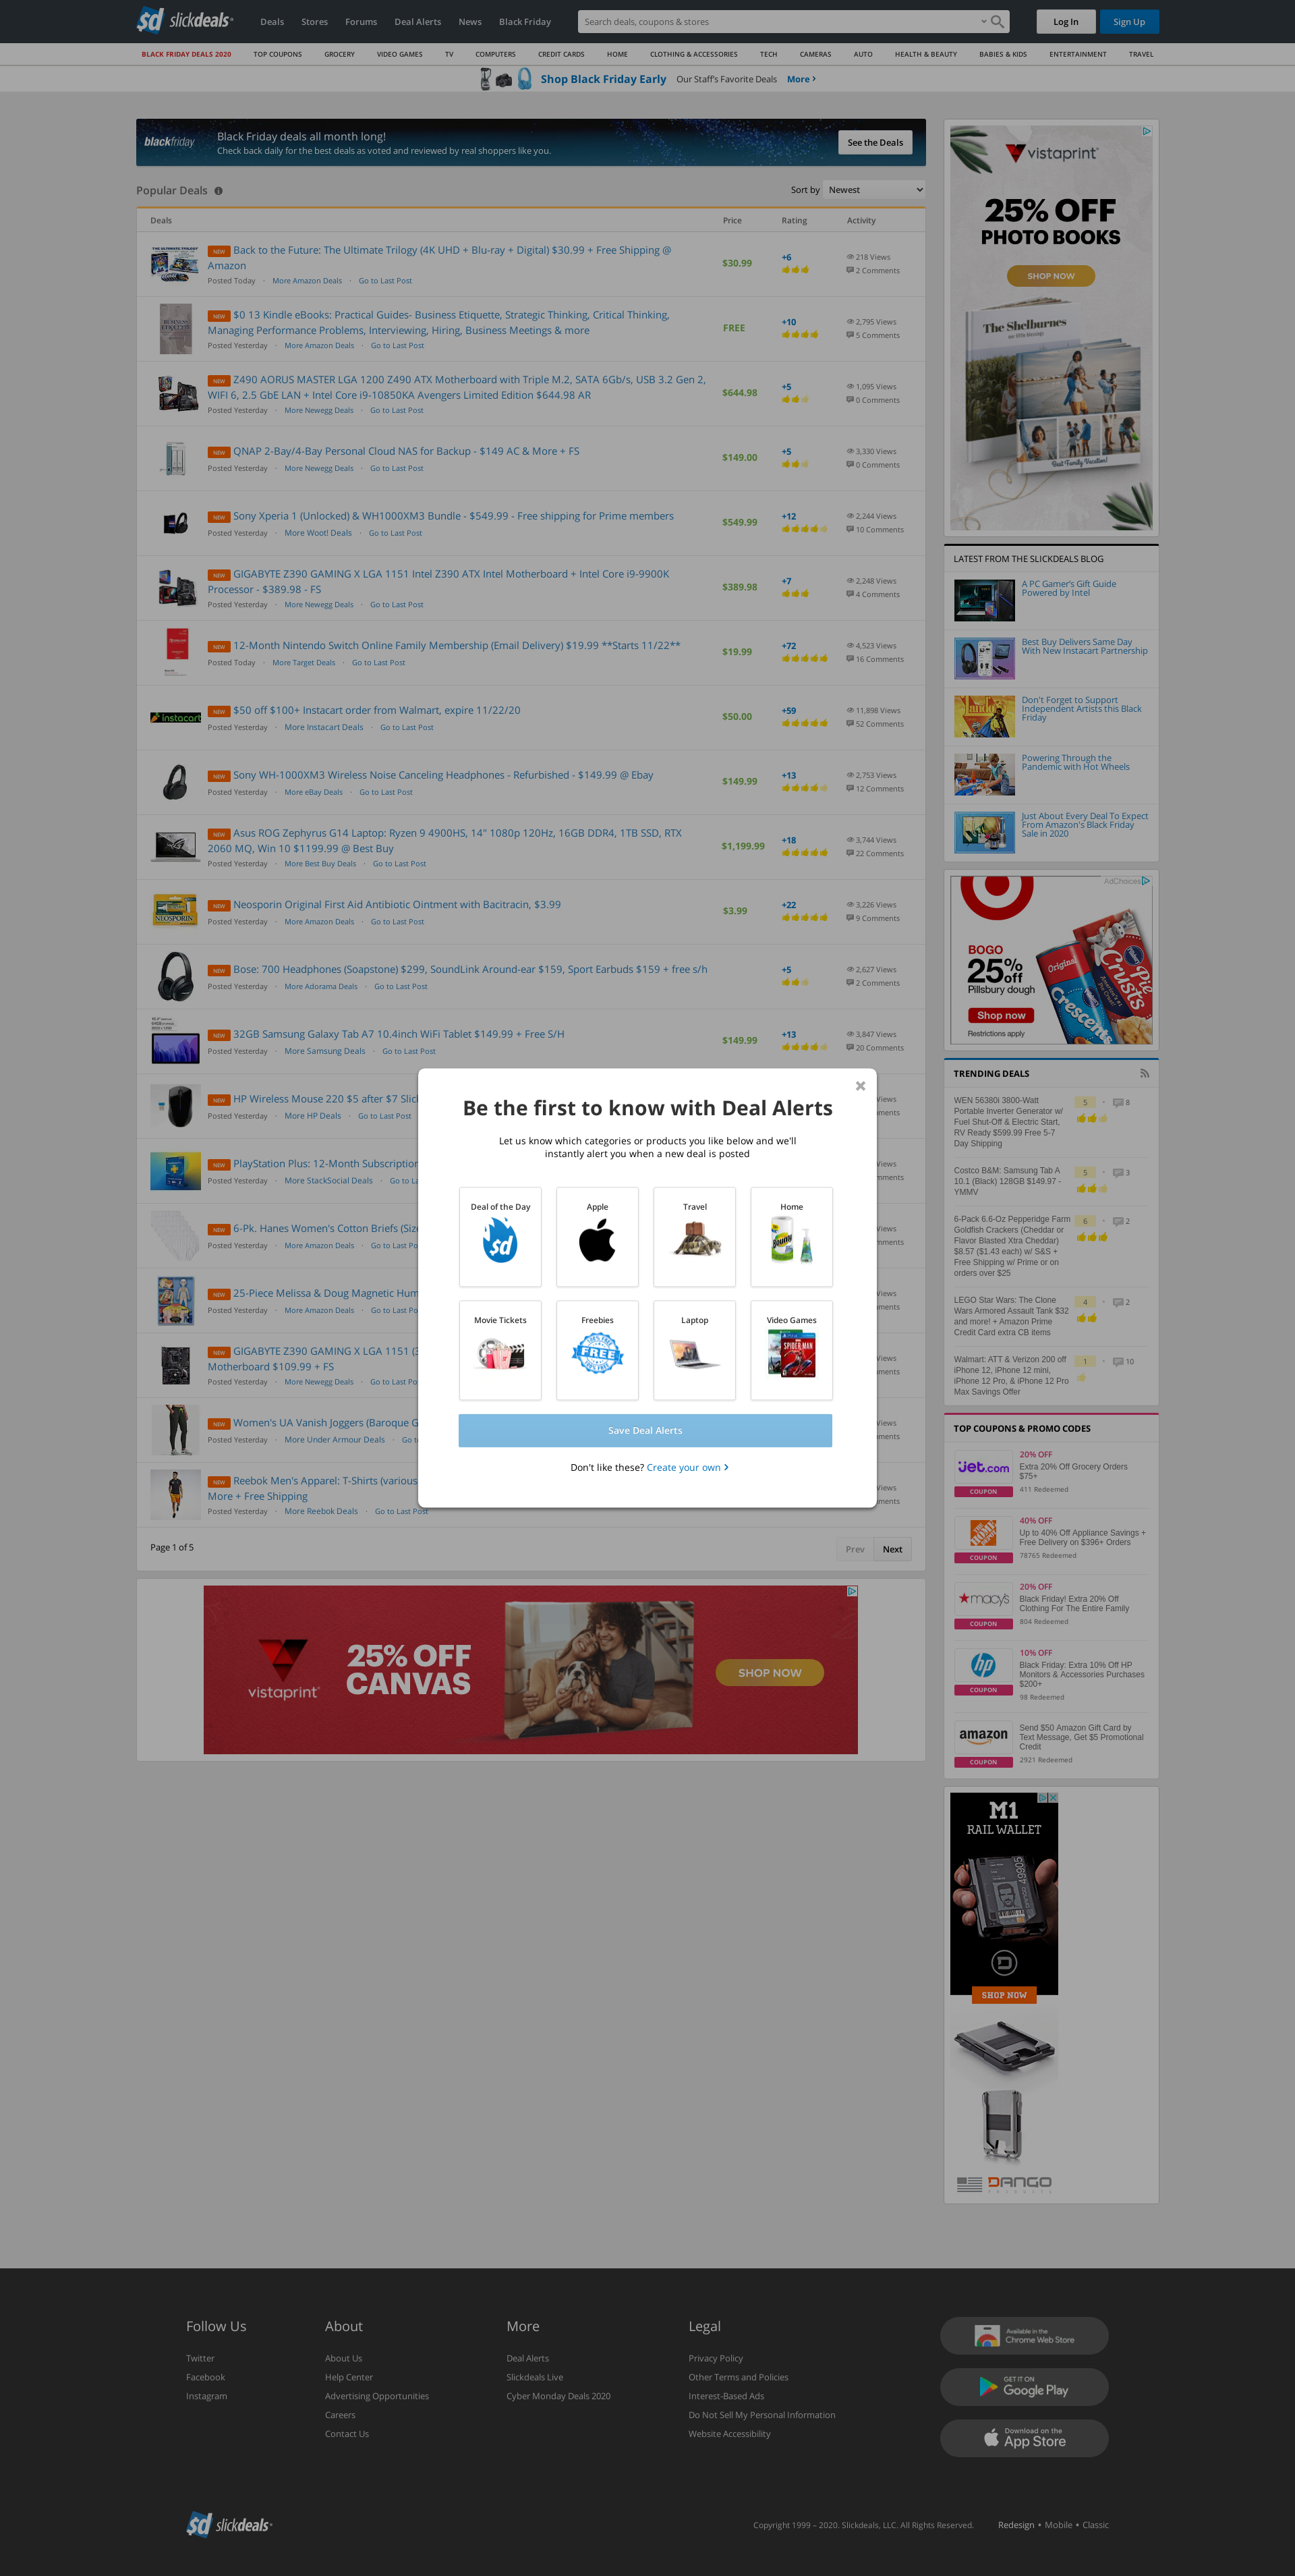 slickdeals
Deals
Stores
Forums
Deal Alerts
News
Black Friday
Search deals, coupons & stores
Log In
Sign Up
BLACK FRIDAY DEALS 2020
TOP COUPONS
GROCERY
VIDEO GAMES
TV
COMPUTERS
CREDIT CARDS
HOME
CLOTHING & ACCESSORIES
TECH
CAMERAS
AUTO
HEALTH & BEAUTY
BABIES & KIDS
ENTERTAINMENT
TRAVEL
Shop Black Friday Early
Our Staff's Favorite Deals
More
blackfriday
Black Friday deals all month long!
Check back daily for the best deals as voted and reviewed by real shoppers like you.
See the Deals
Popular Deals
Sort by Newest
Deals
Price
Rating
Activity
NEW Back to the Future: The Ultimate Trilogy (4K UHD + Blu-ray + Digital) $30.99 + Free Shipping @
Amazon
Posted Today · More Amazon Deals · Go to Last Post
$30.99
+6
218 Views
2 Comments
NEW $0 13 Kindle eBooks: Practical Guides- Business Etiquette, Strategic Thinking, Critical Thinking,
Managing Performance Problems, Interviewing, Hiring, Business Meetings & more
Posted Yesterday · More Amazon Deals · Go to Last Post
FREE
+10
2,795 Views
5 Comments
NEW Z490 AORUS MASTER LGA 1200 Z490 ATX Motherboard with Triple M.2, SATA 6Gb/s, USB 3.2 Gen 2,
WIFI 6, 2.5 GbE LAN + Intel Core i9-10850KA Avengers Limited Edition $644.98 AR
Posted Yesterday · More Newegg Deals · Go to Last Post
$644.98
+5
1,095 Views
0 Comments
NEW QNAP 2-Bay/4-Bay Personal Cloud NAS for Backup - $149 AC & More + FS
Posted Yesterday · More Newegg Deals · Go to Last Post
$149.00
+5
3,330 Views
0 Comments
NEW Sony Xperia 1 (Unlocked) & WH1000XM3 Bundle - $549.99 - Free shipping for Prime members
Posted Yesterday · More Woot! Deals · Go to Last Post
$549.99
+12
2,244 Views
10 Comments
NEW GIGABYTE Z390 GAMING X LGA 1151 Intel Z390 ATX Intel Motherboard + Intel Core i9-9900K
Processor - $389.98 - FS
Posted Yesterday · More Newegg Deals · Go to Last Post
$389.98
+7
2,248 Views
4 Comments
NEW 12-Month Nintendo Switch Online Family Membership (Email Delivery) $19.99 **Starts 11/22**
Posted Today · More Target Deals · Go to Last Post
$19.99
+72
4,523 Views
16 Comments
instacart
NEW $50 off $100+ Instacart order from Walmart, expire 11/22/20
Posted Yesterday · More Instacart Deals · Go to Last Post
$50.00
+59
11,898 Views
52 Comments
NEW Sony WH-1000XM3 Wireless Noise Canceling Headphones - Refurbished - $149.99 @ Ebay
Posted Yesterday · More eBay Deals · Go to Last Post
$149.99
+13
2,753 Views
12 Comments
NEW Asus ROG Zephyrus G14 Laptop: Ryzen 9 4900HS, 14" 1080p 120Hz, 16GB DDR4, 1TB SSD, RTX
2060 MQ, Win 10 $1199.99 @ Best Buy
Posted Yesterday · More Best Buy Deals · Go to Last Post
$1,199.99
+18
3,744 Views
22 Comments
NEOSPORIN
NEW Neosporin Original First Aid Antibiotic Ointment with Bacitracin, $3.99
Posted Yesterday · More Amazon Deals · Go to Last Post
$3.99
+22
3,226 Views
9 Comments
NEW Bose: 700 Headphones (Soapstone) $299, SoundLink Around-ear $159, Sport Earbuds $159 + free s/h
Posted Yesterday · More Adorama Deals · Go to Last Post
+5
2,627 Views
2 Comments
NEW 32GB Samsung Galaxy Tab A7 10.4inch WiFi Tablet $149.99 + Free S/H
Posted Yesterday · More Samsung Deals · Go to Last Post
$149.99
+13
3,847 Views
20 Comments
NEW HP Wireless Mouse 220 $5 after $7 Slick
Posted Yesterday · More HP Deals · Go to Last Post
NEW PlayStation Plus: 12-Month Subscription
Posted Yesterday · More StackSocial Deals · Go to La
NEW 6-Pk. Hanes Women's Cotton Briefs (Size
Posted Yesterday · More Amazon Deals · Go to Last Po
NEW 25-Piece Melissa & Doug Magnetic Hum
Posted Yesterday · More Amazon Deals · Go to Last Po
NEW GIGABYTE Z390 GAMING X LGA 1151 (3
Motherboard $109.99 + FS
Posted Yesterday · More Newegg Deals · Go to Last Po
NEW Women's UA Vanish Joggers (Baroque G
Posted Yesterday · More Under Armour Deals · Go t
NEW Reebok Men's Apparel: T-Shirts (various
More + Free Shipping
Posted Yesterday · More Reebok Deals · Go to Last Post
Page 1 of 5
Prev
Next
Be the first to know with Deal Alerts
Let us know which categories or products you like below and we'll
instantly alert you when a new deal is posted
Deal of the Day
Apple
Travel
Home
Movie Tickets
Freebies
Laptop
Video Games
Save Deal Alerts
Don't like these? Create your own
vistaprint
25% OFF
CANVAS
SHOP NOW
vistaprint
25% OFF
PHOTO BOOKS
SHOP NOW
The Shelburnes
Best Family Vacation!
LATEST FROM THE SLICKDEALS BLOG
A PC Gamer's Gift Guide
Powered by Intel
Best Buy Delivers Same Day
With New Instacart Partnership
Don't Forget to Support
Independent Artists this Black
Friday
Powering Through the
Pandemic with Hot Wheels
Just About Every Deal To Expect
From Amazon's Black Friday
Sale in 2020
AdChoices
BOGO
25% off
Pillsbury dough
Shop now
Restrictions apply
Original
Crescents
Pie Crusts
TRENDING DEALS
WEN 56380i 3800-Watt
Portable Inverter Generator w/
Fuel Shut-Off & Electric Start,
RV Ready $599.99 Free 5-7
Day Shipping
5 · 8
Costco B&M: Samsung Tab A
10.1 (Black) 128GB $149.97 -
YMMV
5 · 3
6-Pack 6.6-Oz Pepperidge Farm
Goldfish Crackers (Cheddar or
Flavor Blasted Xtra Cheddar)
$8.57 ($1.43 each) w/ S&S +
Free Shipping w/ Prime or on
orders over $25
6 · 2
LEGO Star Wars: The Clone
Wars Armored Assault Tank $32
and more! + Amazon Prime
Credit Card extra CB items
4 · 2
Walmart: ATT & Verizon 200 off
iPhone 12, iPhone 12 mini,
iPhone 12 Pro, & iPhone 12 Pro
Max Savings Offer
1 · 10
TOP COUPONS & PROMO CODES
jet.com
COUPON
20% OFF
Extra 20% Off Grocery Orders
$75+
411 Redeemed
COUPON
40% OFF
Up to 40% Off Appliance Savings +
Free Delivery on $396+ Orders
78765 Redeemed
macy's
COUPON
20% OFF
Black Friday! Extra 20% Off
Clothing For The Entire Family
804 Redeemed
hp
COUPON
10% OFF
Black Friday: Extra 10% Off HP
Monitors & Accessories Purchases
$200+
98 Redeemed
amazon
COUPON
Send $50 Amazon Gift Card by
Text Message, Get $5 Promotional
Credit
2921 Redeemed
M1
RAIL WALLET
SHOP NOW
DANGO
PRODUCTS
Follow Us
Twitter
Facebook
Instagram
About
About Us
Help Center
Advertising Opportunities
Careers
Contact Us
More
Deal Alerts
Slickdeals Live
Cyber Monday Deals 2020
Legal
Privacy Policy
Other Terms and Policies
Interest-Based Ads
Do Not Sell My Personal Information
Website Accessibility
Available in the
Chrome Web Store
GET IT ON
Google Play
Download on the
App Store
slickdeals
Copyright 1999 – 2020. Slickdeals, LLC. All Rights Reserved.
Redesign • Mobile • Classic